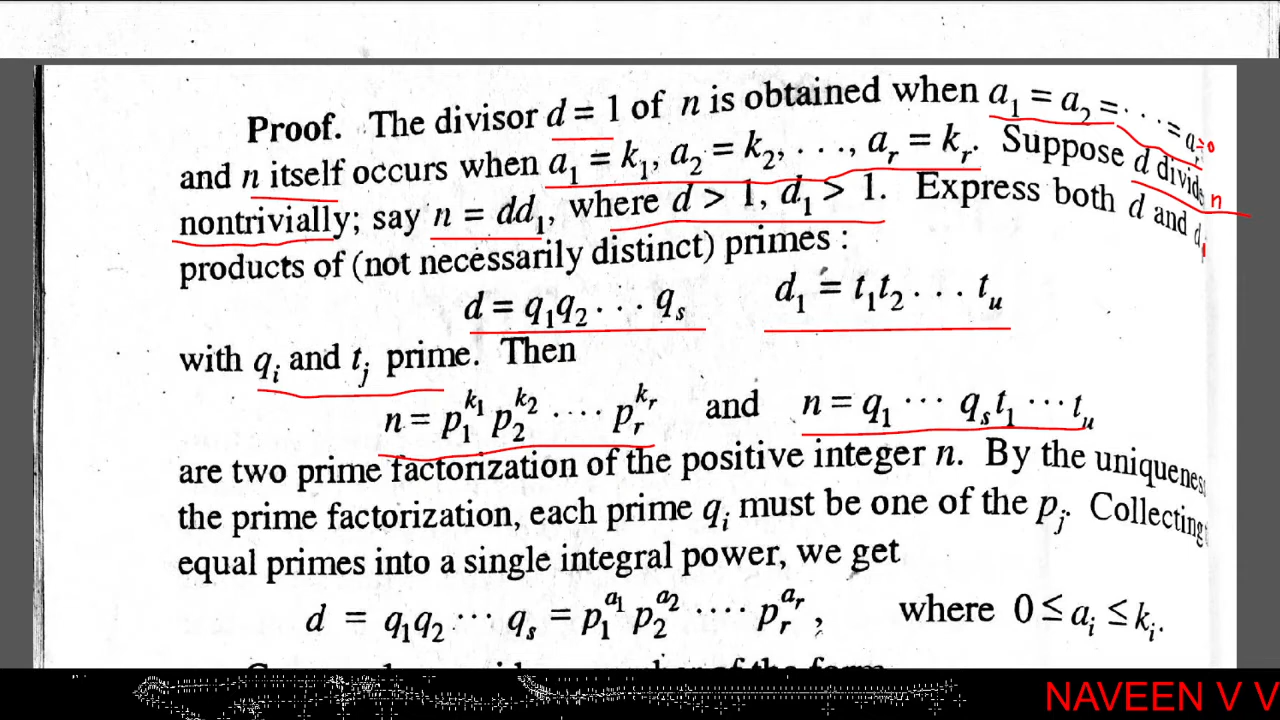 Proof. The divisor d = 1 of n is obtained when a₁ = a₂ = · · · = aᵣ = 0
and n itself occurs when a₁ = k₁, a₂ = k₂, . . ., aᵣ = kᵣ. Suppose d divid n
nontrivially; say n = dd₁, where d > 1, d₁ > 1. Express both d and d₁
products of (not necessarily distinct) primes :
d = q₁q₂ · · · qₛ d₁ = t₁t₂ . . . tᵤ
with qᵢ and tⱼ prime. Then
n = p₁^k₁ p₂^k₂ · · · · pᵣ^kᵣ and n = q₁ · · · qₛt₁ · · · tᵤ
are two prime factorization of the positive integer n. By the uniquenes
the prime factorization, each prime qᵢ must be one of the pⱼ. Collecting
equal primes into a single integral power, we get
d = q₁q₂ · · · qₛ = p₁^a₁ p₂^a₂ · · · · pᵣ^aᵣ , where 0 ≤ aᵢ ≤ kᵢ.
NAVEEN V V